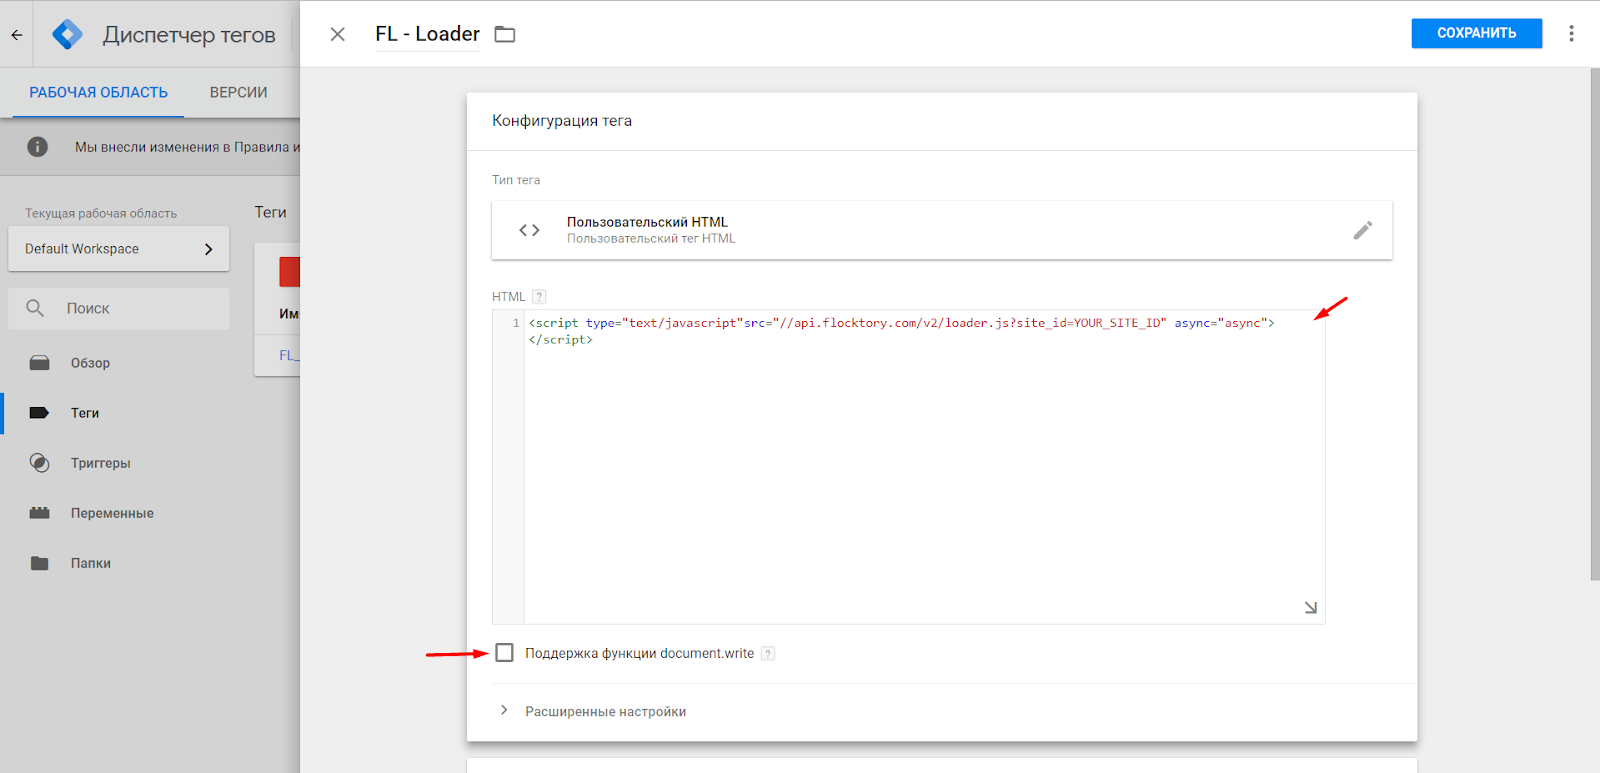 Диспетчер тегов
FL - Loader
СОХРАНИТЬ
РАБОЧАЯ ОБЛАСТЬ
ВЕРСИИ
Мы внесли изменения в Правила и
Текущая рабочая область
Default Workspace
Поиск
Обзор
Теги
Триггеры
Переменные
Папки
Теги
Им
FL_
Конфигурация тега
Тип тега
Пользовательский HTML
Пользовательский тег HTML
HTML ?
1 <script type="text/javascript"src="//api.flocktory.com/v2/loader.js?site_id=YOUR_SITE_ID" async="async">
</script>
Поддержка функции document.write ?
Расширенные настройки